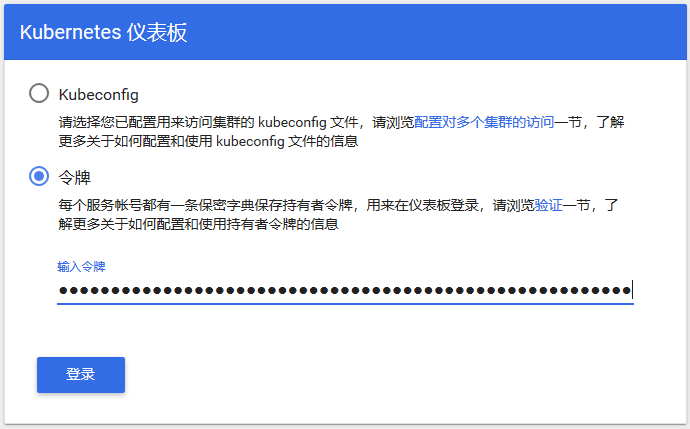 Kubernetes 仪表板
Kubeconfig
请选择您已配置用来访问集群的 kubeconfig 文件，请浏览配置对多个集群的访问一节，了解
更多关于如何配置和使用 kubeconfig 文件的信息
令牌
每个服务帐号都有一条保密字典保存持有者令牌，用来在仪表板登录，请浏览验证一节，了
解更多关于如何配置和使用持有者令牌的信息
输入令牌
登录